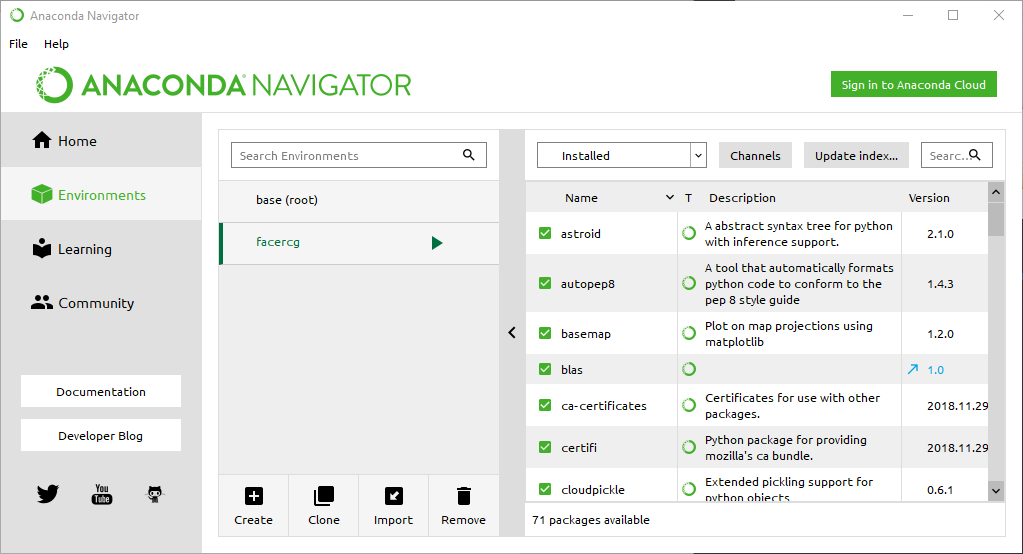 Anaconda Navigator
File Help
ANACONDA NAVIGATOR
Sign in to Anaconda Cloud
Home
Environments
Learning
Community
Documentation
Developer Blog
You
Tube
Search Environments
base (root)
facercg
Create Clone Import Remove
Installed Channels Update index... Searc...
Name T Description Version
astroid A abstract syntax tree for python
with inference support. 2.1.0
autopep8 A tool that automatically formats
python code to conform to the
pep 8 style guide 1.4.3
basemap Plot on map projections using
matplotlib 1.2.0
blas 1.0
ca-certificates Certificates for use with other
packages. 2018.11.29
certifi Python package for providing
mozilla's ca bundle. 2018.11.29
cloudpickle Extended pickling support for
python objects 0.6.1
71 packages available